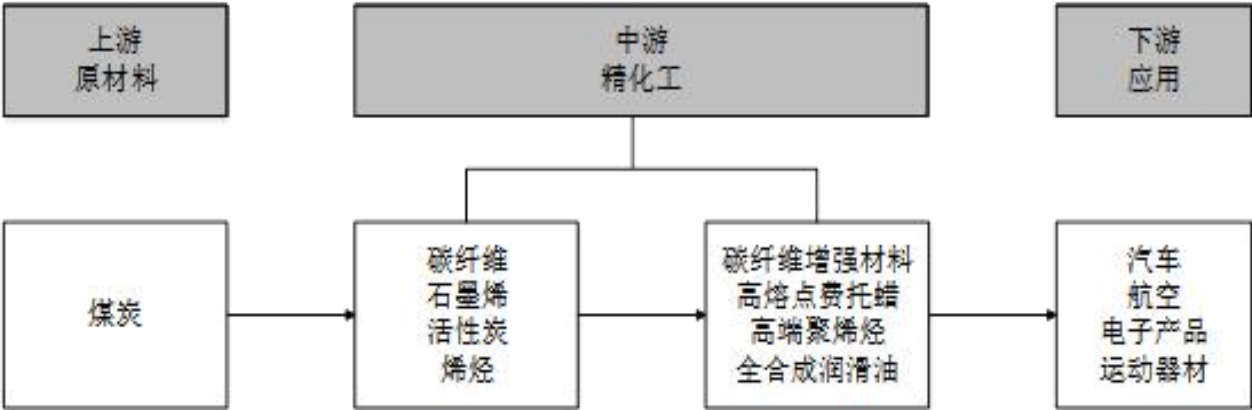 上游
原材料
中游
精化工
下游
应用
煤炭
碳纤维
石墨烯
活性炭
烯烃
碳纤维增强材料
高熔点费托蜡
高端聚烯烃
全合成润滑油
汽车
航空
电子产品
运动器材